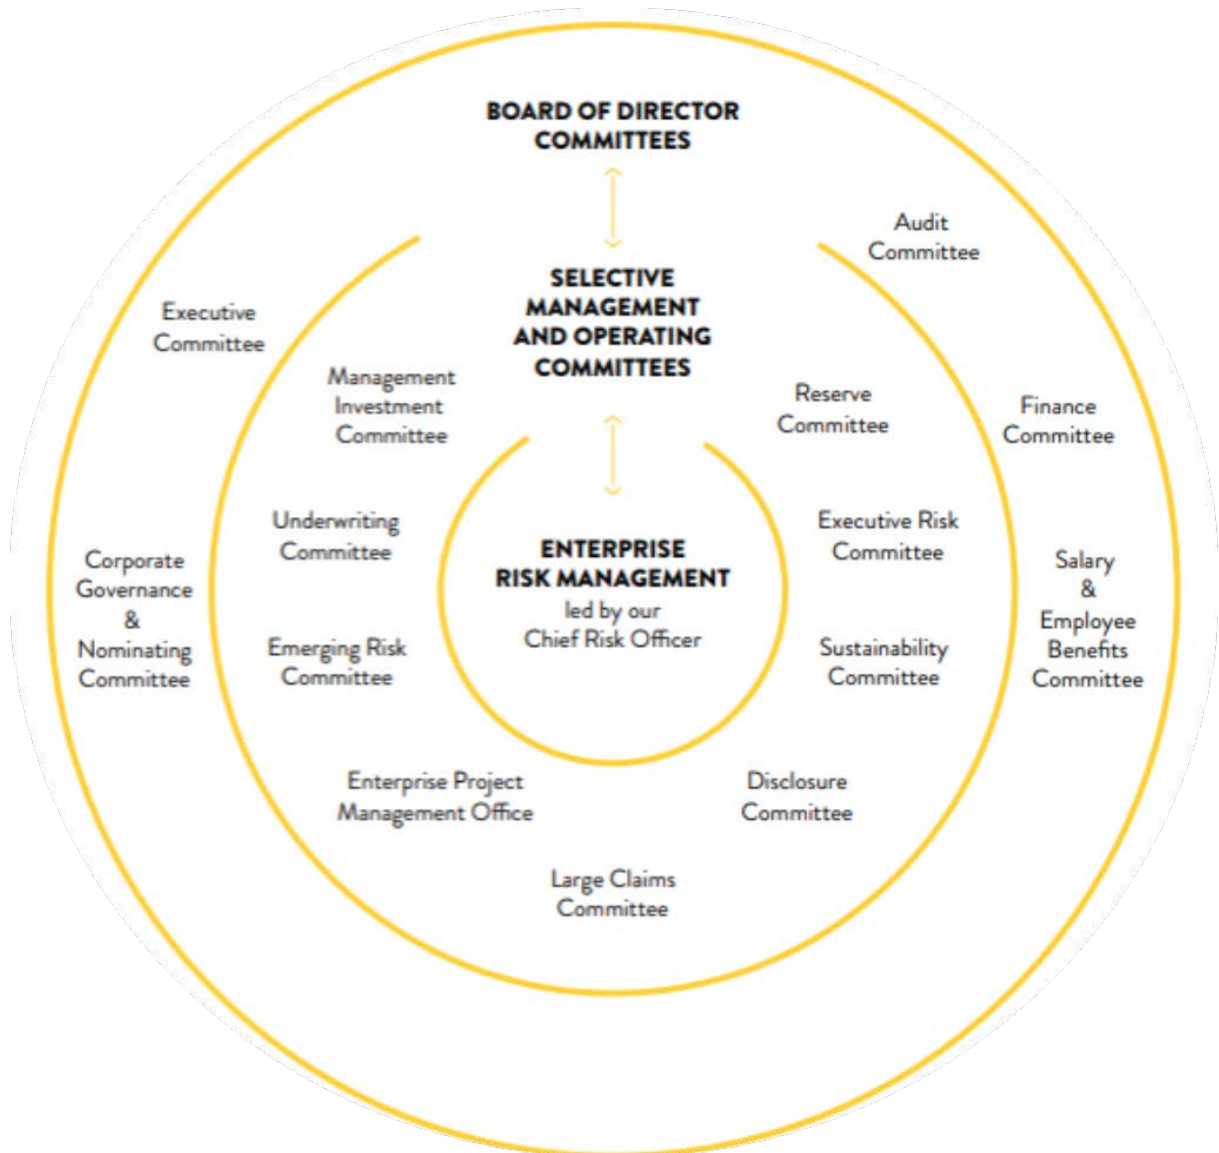 BOARD OF DIRECTOR
COMMITTEES
Audit
Committee
SELECTIVE
MANAGEMENT
AND OPERATING
COMMITTEES
Executive
Committee
Management
Investment
Committee
Reserve
Committee
Finance
Committee
Underwriting
Committee
Executive Risk
Committee
ENTERPRISE
RISK MANAGEMENT
led by our
Chief Risk Officer
Corporate
Governance
&
Nominating
Committee
Salary
&
Employee
Benefits
Committee
Emerging Risk
Committee
Sustainability
Committee
Enterprise Project
Management Office
Disclosure
Committee
Large Claims
Committee